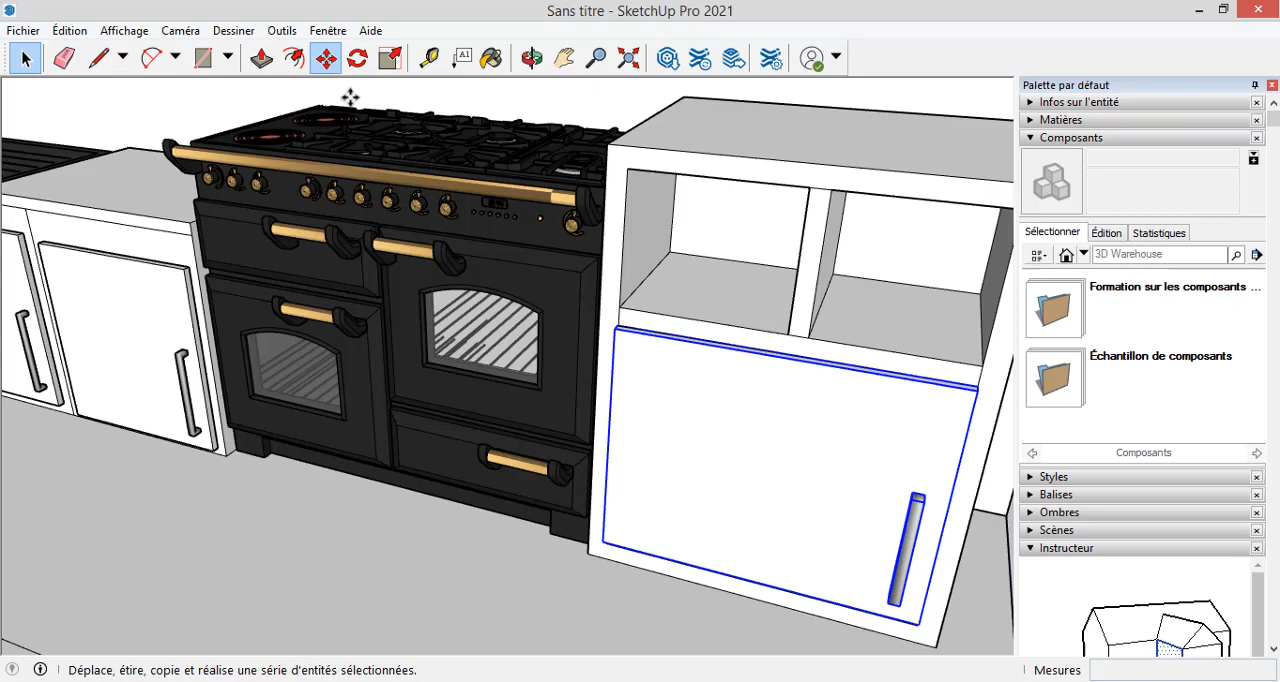 Sans titre - SketchUp Pro 2021
Fichier Édition Affichage Caméra Dessiner Outils Fenêtre Aide
A1
Palette par défaut
Infos sur l'entité
Matières
Composants
Sélectionner Édition Statistiques
3D Warehouse
Formation sur les composants ...
Échantillon de composants
Composants
Styles
Balises
Ombres
Scènes
Instructeur
Déplace, étire, copie et réalise une série d'entités sélectionnées.
Mesures